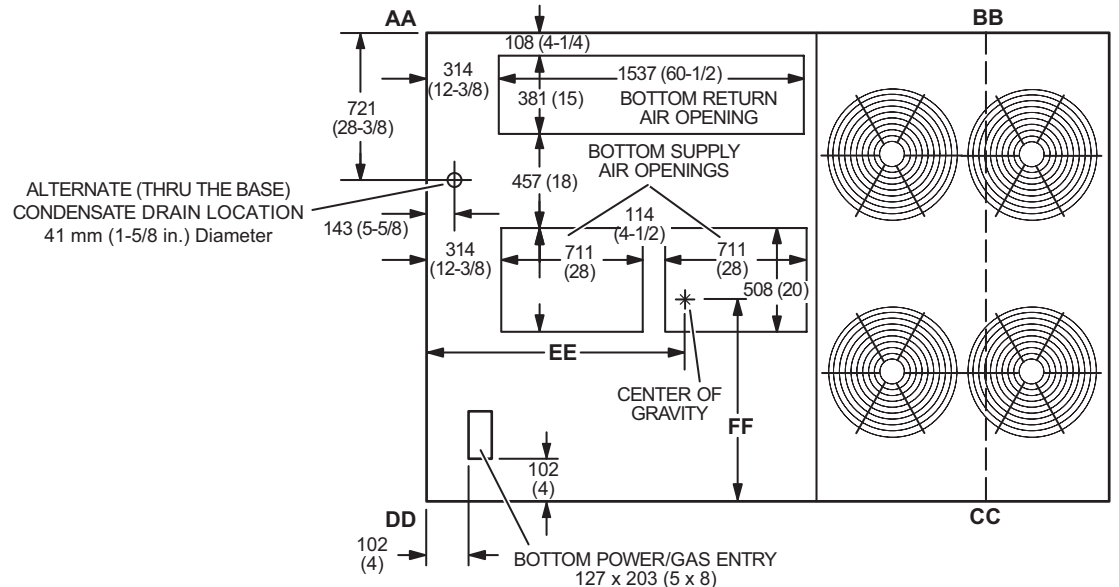 AA
BB
108 (4-1/4)
314
(12-3/8)
1537 (60-1/2)
381 (15)
BOTTOM RETURN
AIR OPENING
721
(28-3/8)
BOTTOM SUPPLY
AIR OPENINGS
457 (18)
ALTERNATE (THRU THE BASE)
CONDENSATE DRAIN LOCATION
41 mm (1-5/8 in.) Diameter
143 (5-5/8)
114
(4-1/2)
314
(12-3/8)
711
(28)
711
(28)
508 (20)
EE
CENTER OF
GRAVITY
FF
102
(4)
DD
CC
102
(4)
BOTTOM POWER/GAS ENTRY
127 x 203 (5 x 8)